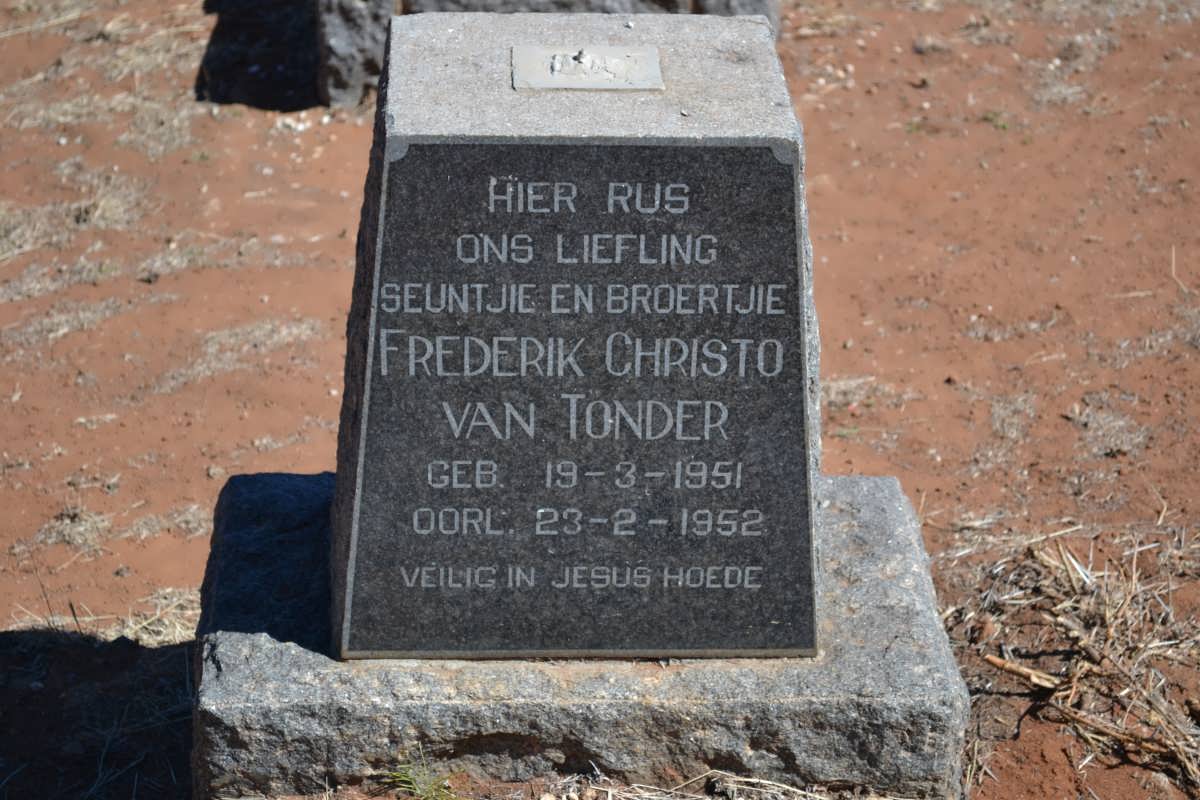 HIER RUS
ONS LIEFLING
SEUNTJIE EN BROERTJIE
FREDERIK CHRISTO
VAN TONDER
GEB. 19-3-1951
OORL. 23-2-1952
VEILIG IN JESUS HOEDE